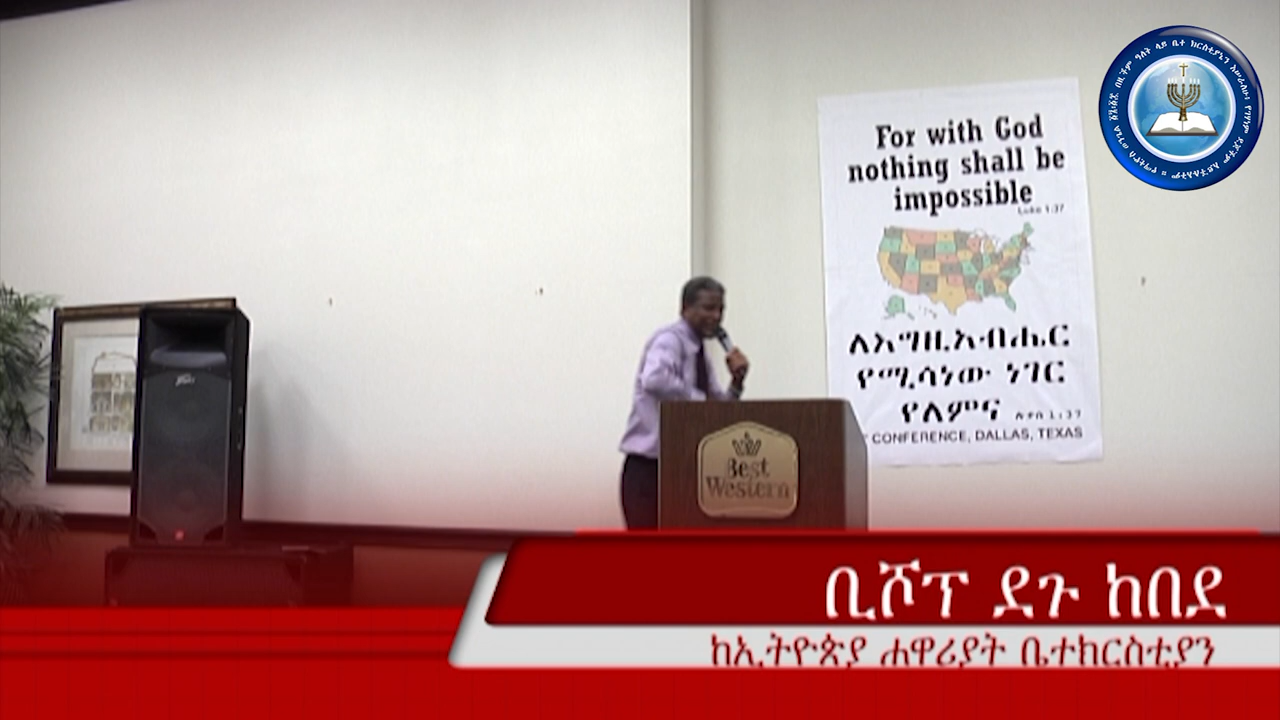 For with God
nothing shall be
impossible
Luke 1:37
ለእግዚአብሔር
የሚሳነው ነገር
የለምና ሉቃስ 1:37
CONFERENCE, DALLAS, TEXAS
Peavey
Best
Western
ቢሾፕ ደጉ ከበደ
ከኢትዮጵያ ሐዋሪያት ቤተክርስቲያን